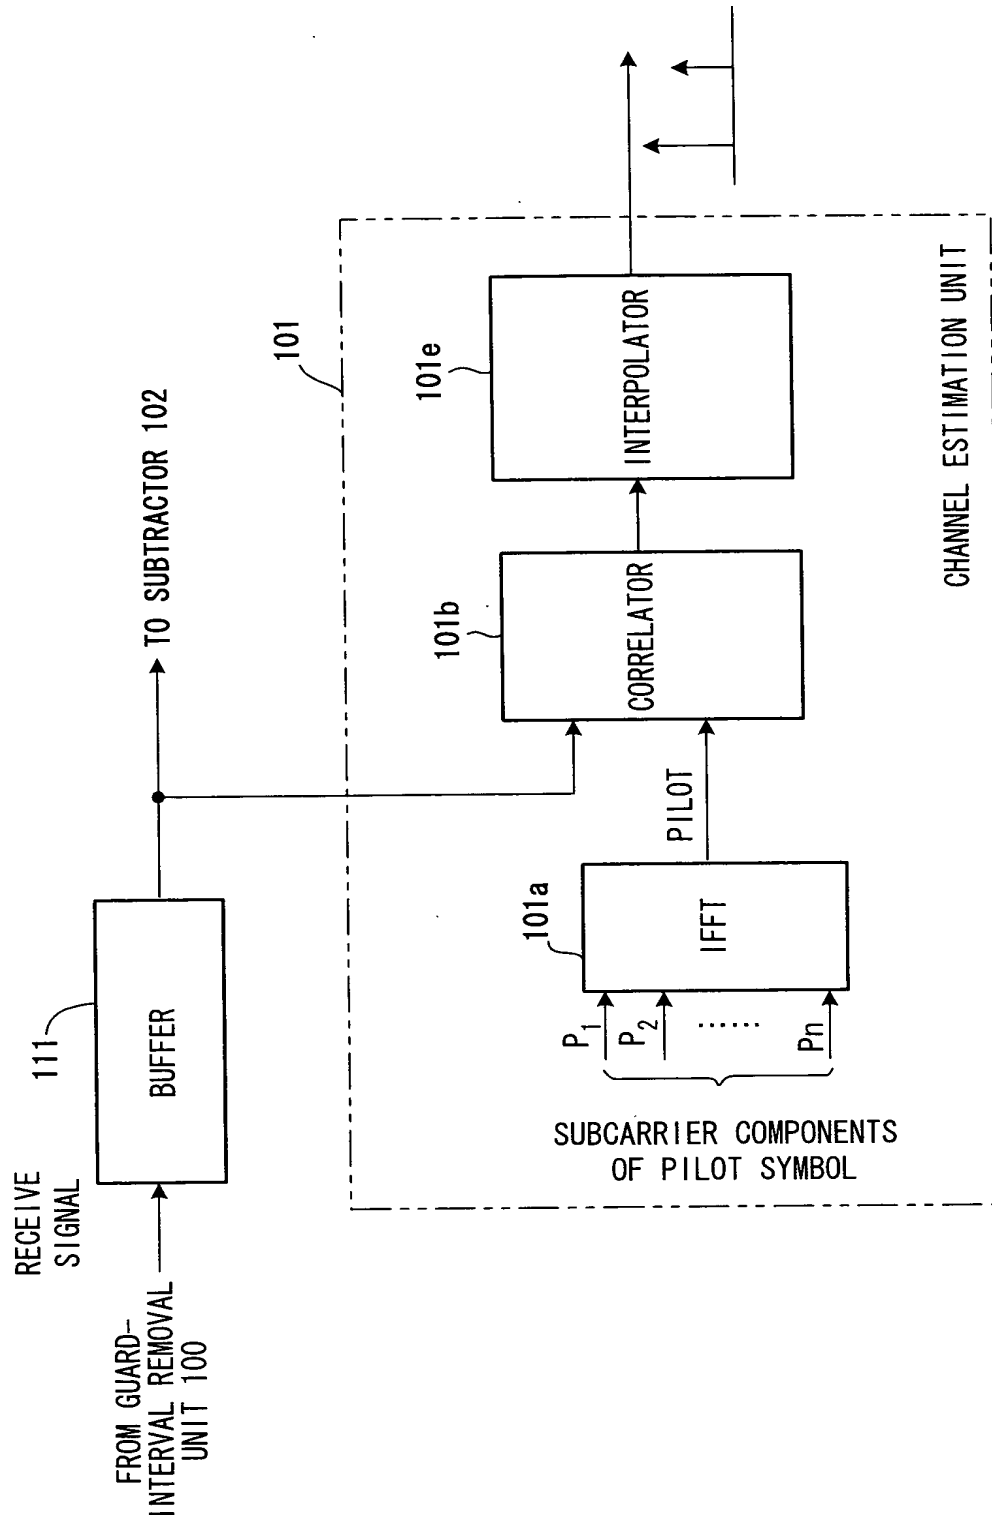 RECEIVE
SIGNAL
FROM GUARD-
INTERVAL REMOVAL
UNIT 100
111
BUFFER
TO SUBTRACTOR 102
101
SUBCARRIER COMPONENTS
OF PILOT SYMBOL
P1
P2
......
Pn
101a
IFFT
PILOT
101b
CORRELATOR
101e
INTERPOLATOR
CHANNEL ESTIMATION UNIT